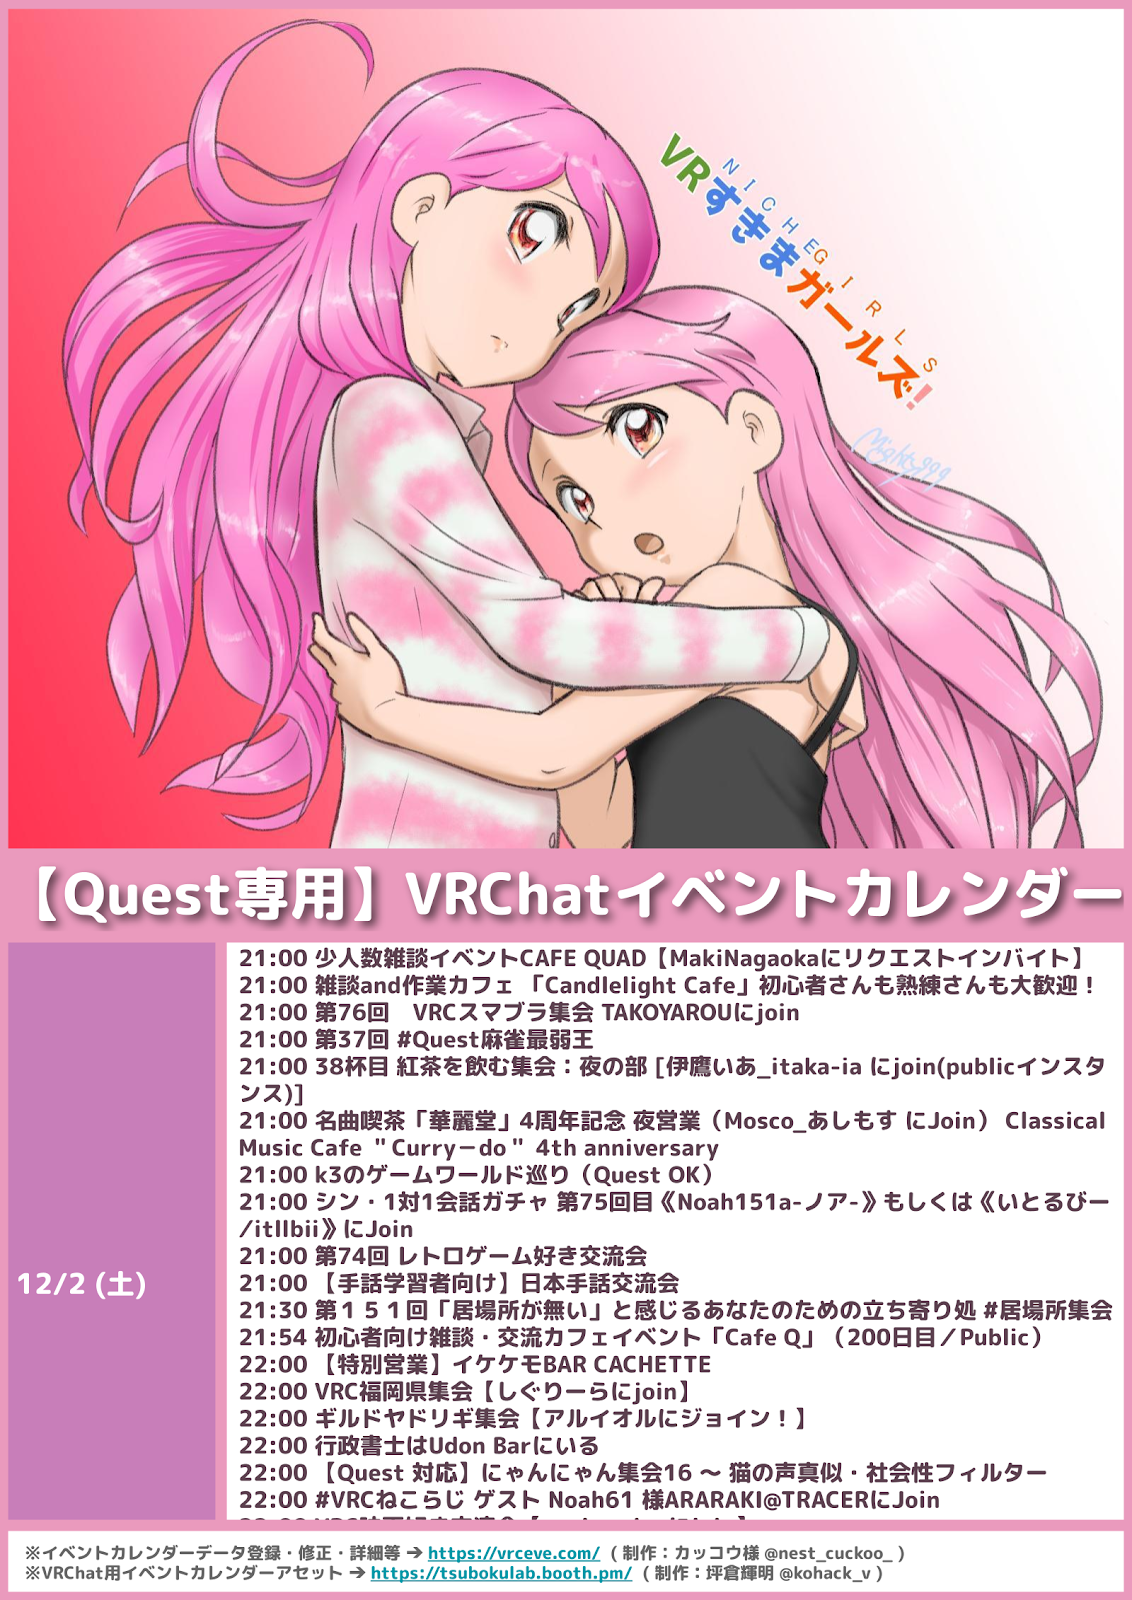 VRすきまガールズ!
NICHE GIRLS
Mighty999
【Quest専用】VRChatイベントカレンダー
12/2 (土)
21:00 少人数雑談イベントCAFE QUAD【MakiNagaokaにリクエストインバイト】
21:00 雑談and作業カフェ 「Candlelight Cafe」初心者さんも熟練さんも大歓迎！
21:00 第76回　VRCスマブラ集会 TAKOYAROUにjoin
21:00 第37回 #Quest麻雀最弱王
21:00 38杯目 紅茶を飲む集会：夜の部 [伊鷹いあ_itaka-ia にjoin(publicインスタ
ンス)]
21:00 名曲喫茶「華麗堂」4周年記念 夜営業（Mosco_あしもす にJoin） Classical
Music Cafe ＂Curry－do＂ 4th anniversary
21:00 k3のゲームワールド巡り（Quest OK）
21:00 シン・1対1会話ガチャ 第75回目《Noah151a-ノア-》もしくは《いとるびー
/itIIbii》にJoin
21:00 第74回 レトロゲーム好き交流会
21:00 【手話学習者向け】日本手話交流会
21:30 第１５１回「居場所が無い」と感じるあなたのための立ち寄り処 #居場所集会
21:54 初心者向け雑談・交流カフェイベント「Cafe Q」（200日目／Public）
22:00 【特別営業】イケケモBAR CACHETTE
22:00 VRC福岡県集会【しぐりーらにjoin】
22:00 ギルドヤドリギ集会【アルイオルにジョイン！】
22:00 行政書士はUdon Barにいる
22:00 【Quest 対応】にゃんにゃん集会16 ～ 猫の声真似・社会性フィルター
22:00 #VRCねこらじ ゲスト Noah61 様ARARAKI@TRACERにJoin
※イベントカレンダーデータ登録・修正・詳細等 ➔ https://vrceve.com/ （制作：カッコウ様 @nest_cuckoo_ ）
※VRChat用イベントカレンダーアセット ➔ https://tsubokulab.booth.pm/ （制作：坪倉輝明 @kohack_v ）